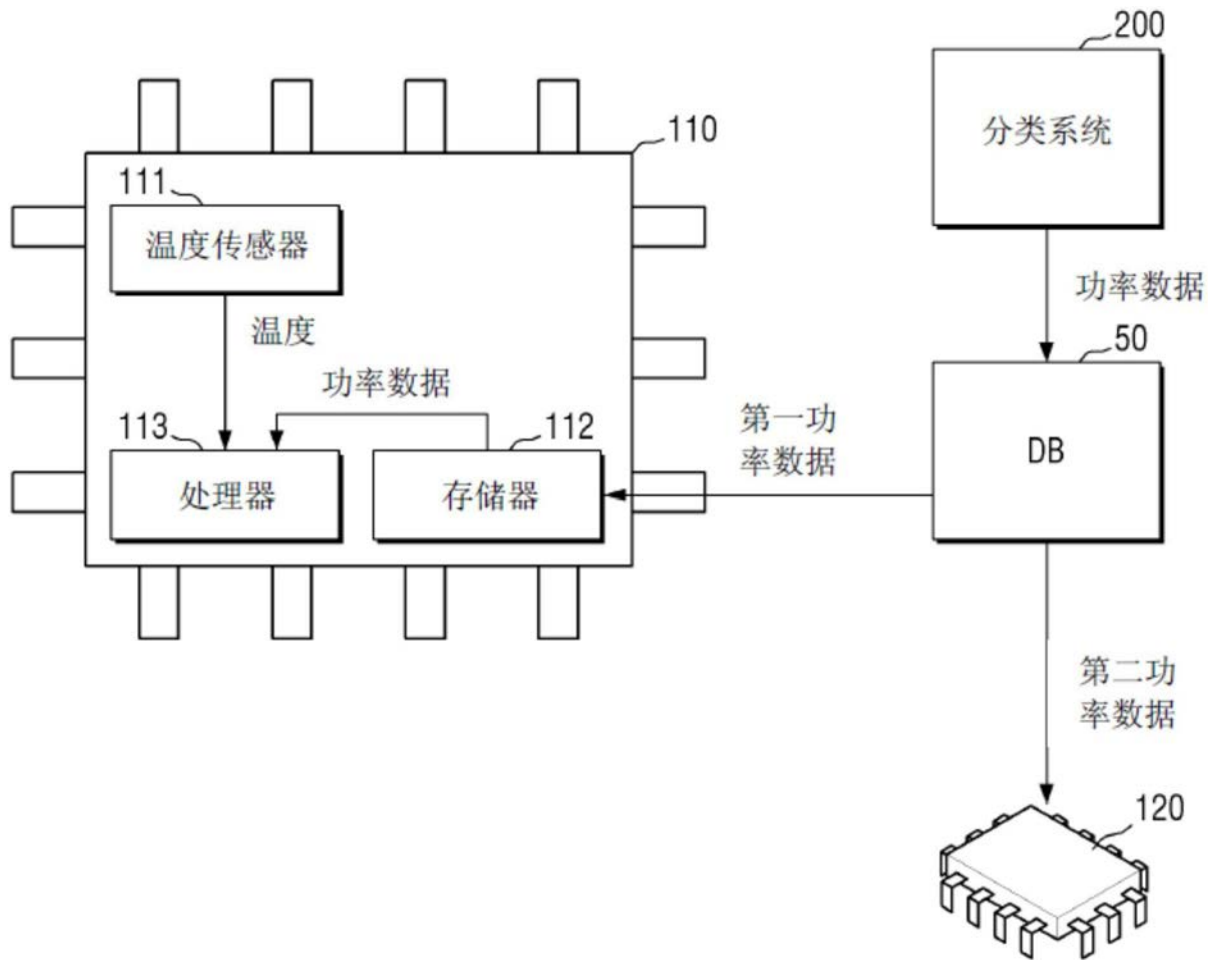 200
分类系统
110
111
温度传感器
温度
功率数据
50
DB
功率数据
113
处理器
112
存储器
第一功
率数据
第二功
率数据
120